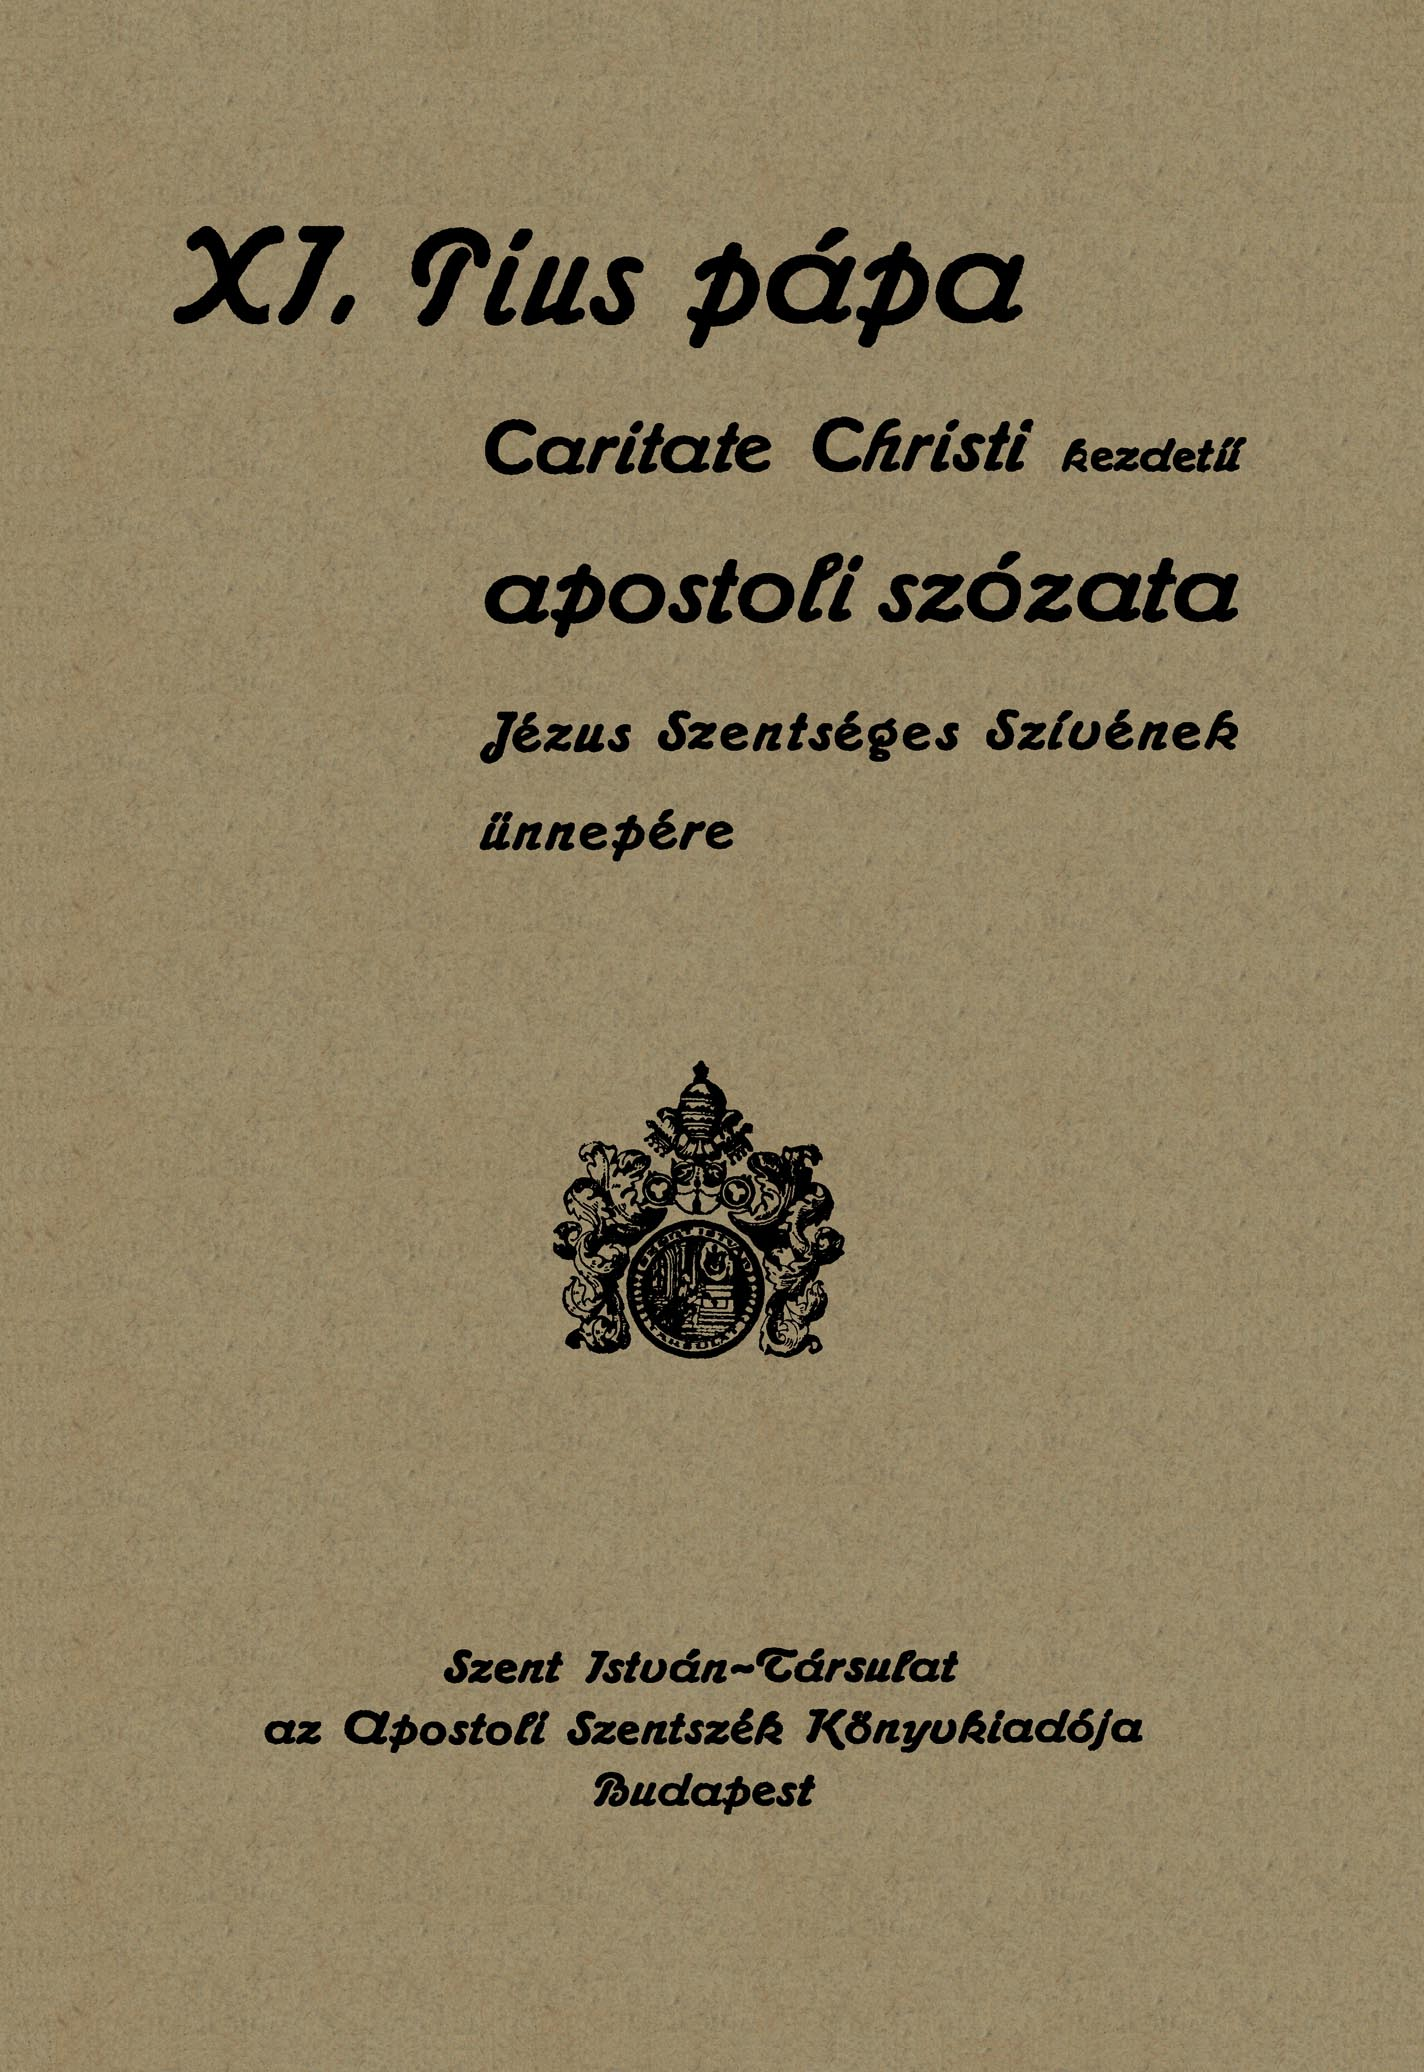 XI. Pius pápa
Caritate Christi kezdetű
apostoli szózata
Jézus Szentséges Szívének
ünnepére
Szent István-Társulat
az Apostoli Szentszék Könyvkiadója
Budapest